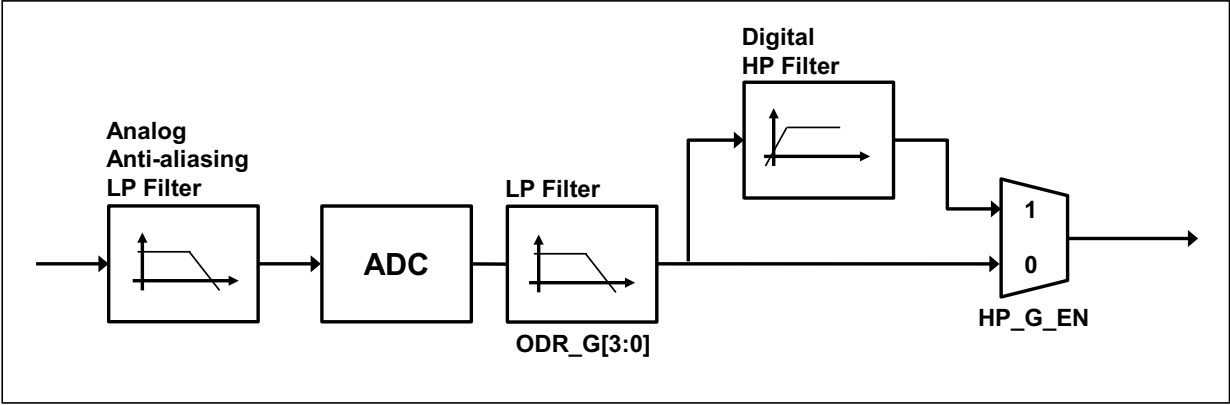 Digital
HP Filter
Analog
Anti-aliasing
LP Filter
LP Filter
ADC
1
0
HP_G_EN
ODR_G[3:0]